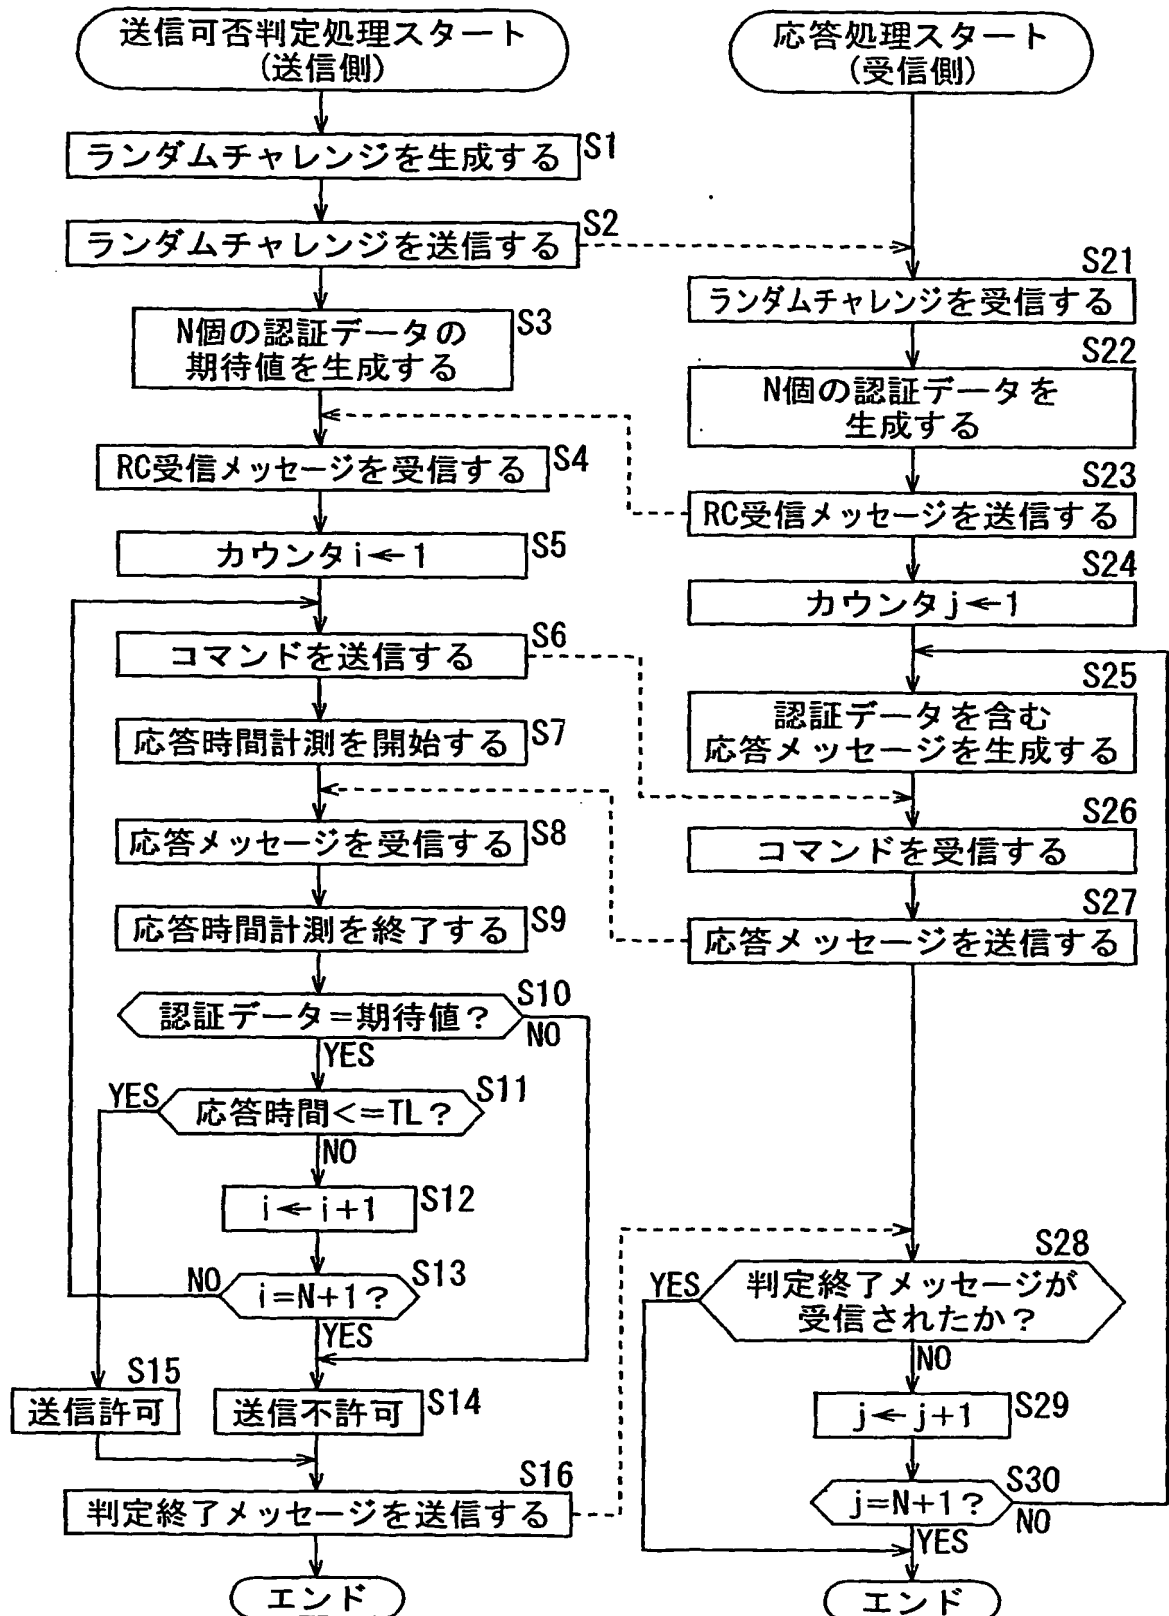 送信可否判定処理スタート
(送信側)
ランダムチャレンジを生成する
S1
ランダムチャレンジを送信する
S2
N個の認証データの
期待値を生成する
S3
RC受信メッセージを受信する
S4
カウンタi←1
S5
コマンドを送信する
S6
応答時間計測を開始する
S7
応答メッセージを受信する
S8
応答時間計測を終了する
S9
認証データ=期待値?
S10
NO
YES
応答時間<=TL?
S11
YES
NO
i←i+1
S12
i=N+1?
S13
NO
YES
送信許可
S15
送信不許可
S14
判定終了メッセージを送信する
S16
エンド
応答処理スタート
(受信側)
S21
ランダムチャレンジを受信する
S22
N個の認証データを
生成する
S23
RC受信メッセージを送信する
S24
カウンタj←1
S25
認証データを含む
応答メッセージを生成する
S26
コマンドを受信する
S27
応答メッセージを送信する
S28
判定終了メッセージが
受信されたか?
YES
NO
j←j+1
S29
j=N+1?
S30
NO
YES
エンド